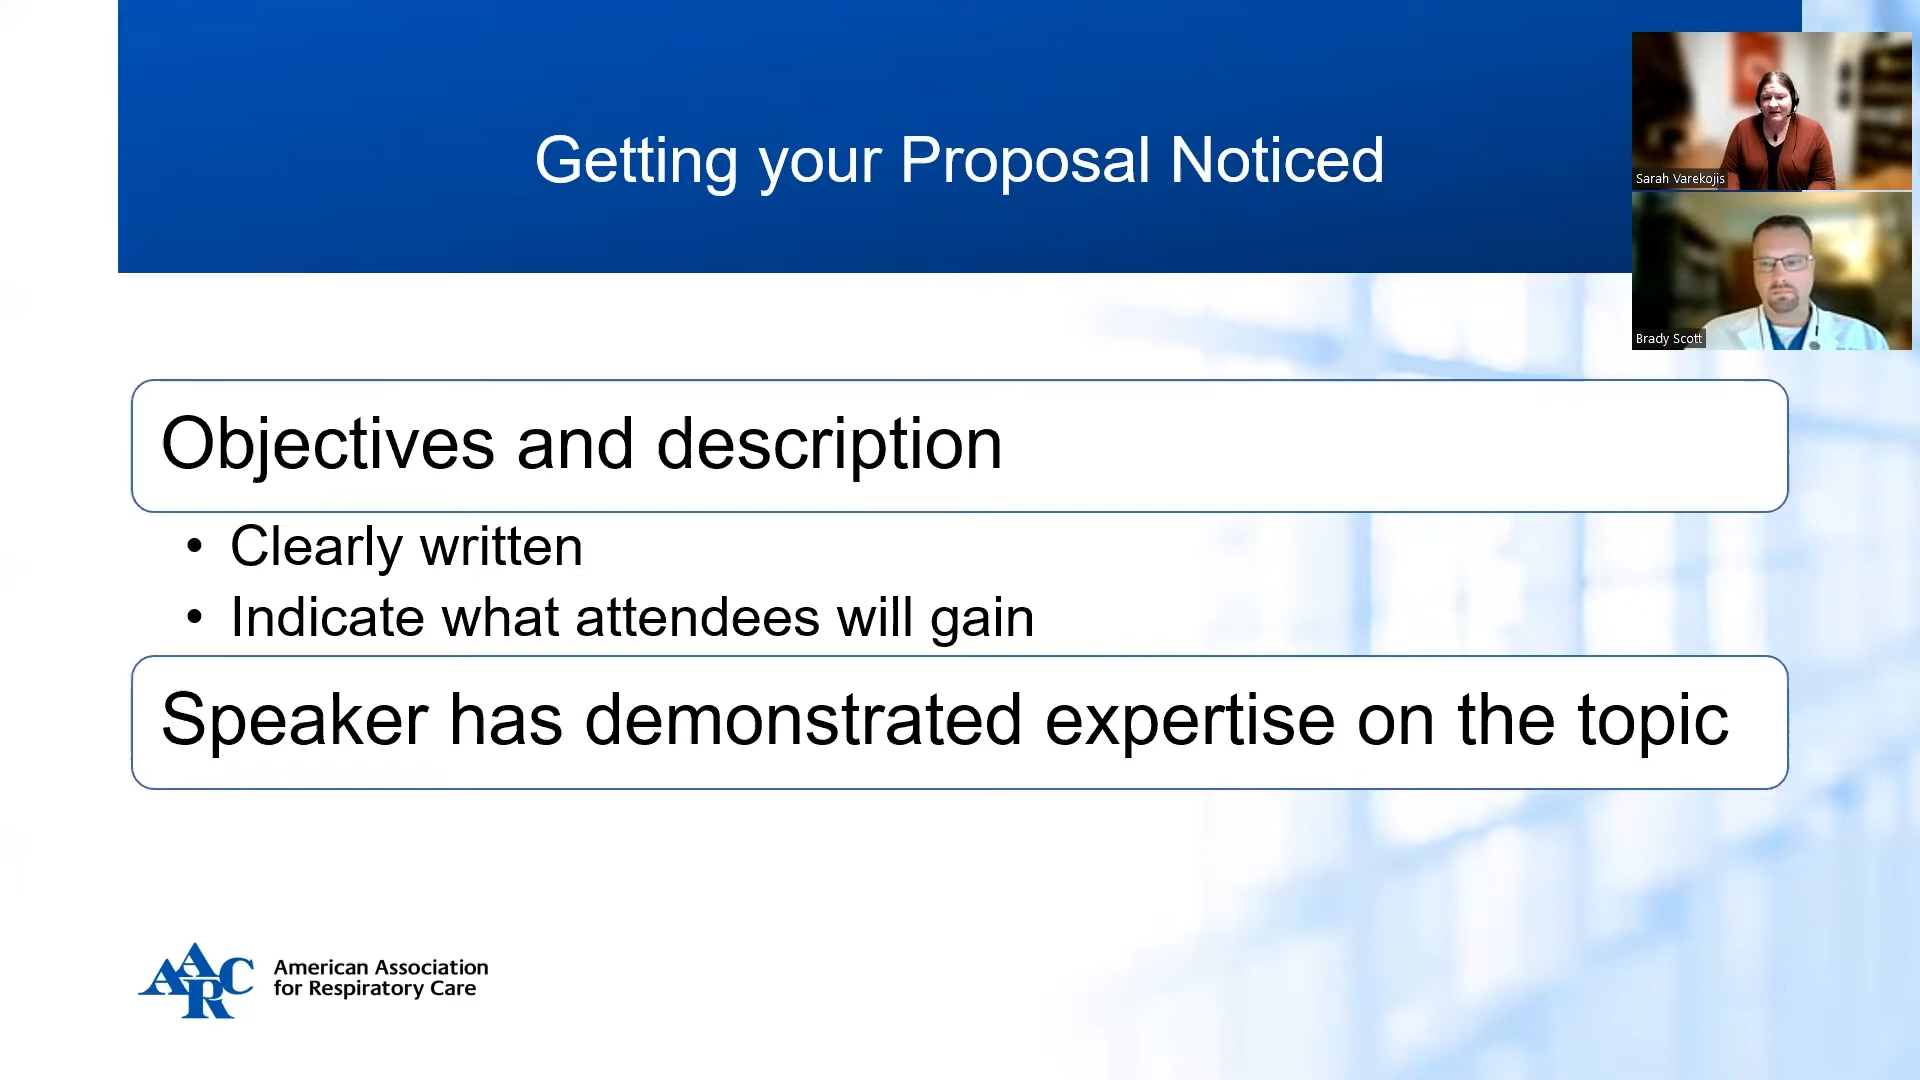 Getting your Proposal Noticed
Sarah Varekojis
Brady Scott
Objectives and description
• Clearly written
• Indicate what attendees will gain
Speaker has demonstrated expertise on the topic
AARC
American Association
for Respiratory Care